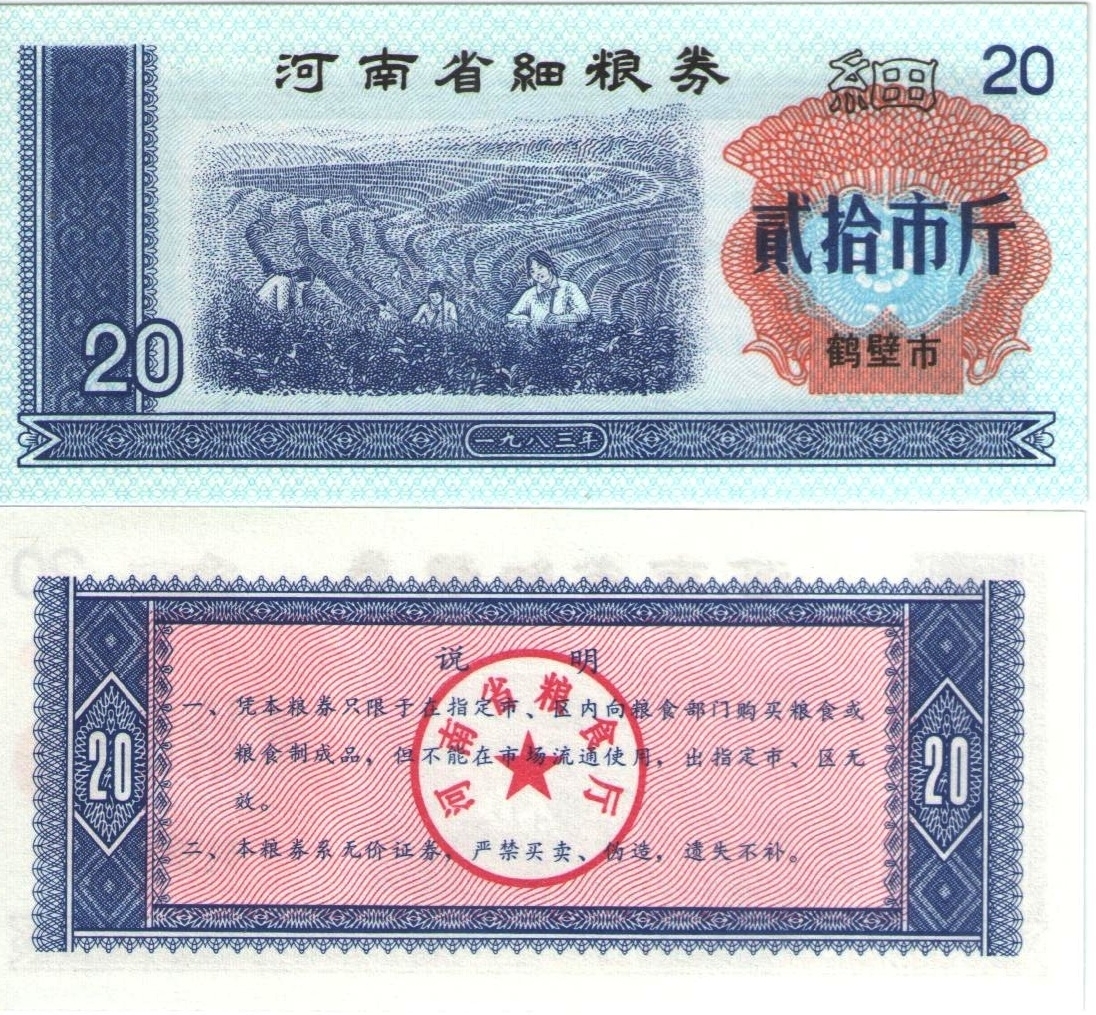 河南省細粮券
細
20
貳拾市斤
鹤壁市
20
一九八三年
说 明
一、凭本粮券只限于在指定市、区内向粮食部门购买粮食或
粮食制成品，但不能在市场流通使用，出指定市、区无
效。
二、本粮券系无价证券，严禁买卖、伪造，遗失不补。
河南省粮食厅
20
20